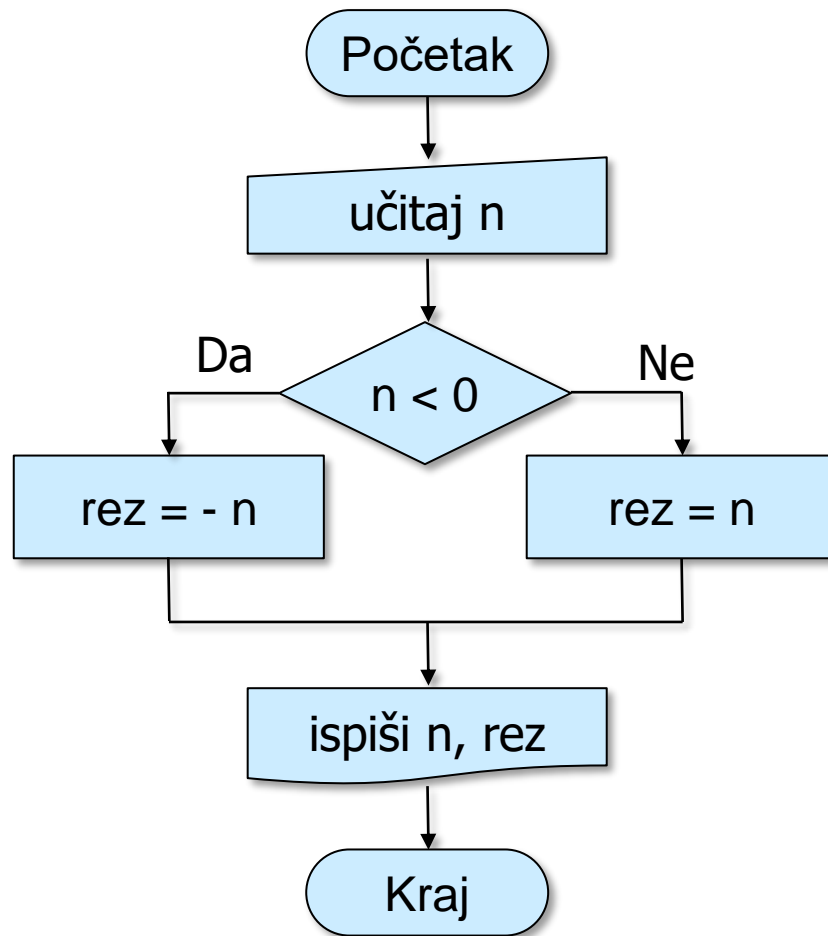 Početak
učitaj n
Da
Ne
n < 0
rez = - n
rez = n
ispiši n, rez
Kraj